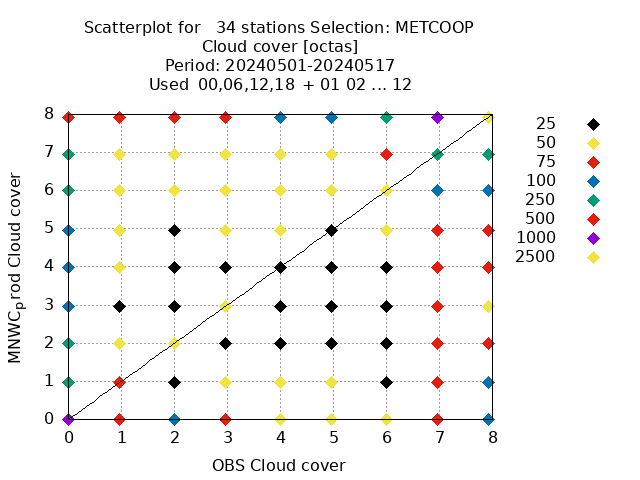 Scatterplot for   34 stations Selection: METCOOP
Cloud cover [octas]
Period: 20240501-20240517
Used  00,06,12,18 + 01 02 ... 12
8
7
6
5
4
3
2
1
0
0 1 2 3 4 5 6 7 8
MNWC_prod Cloud cover
OBS Cloud cover
25
50
75
100
250
500
1000
2500